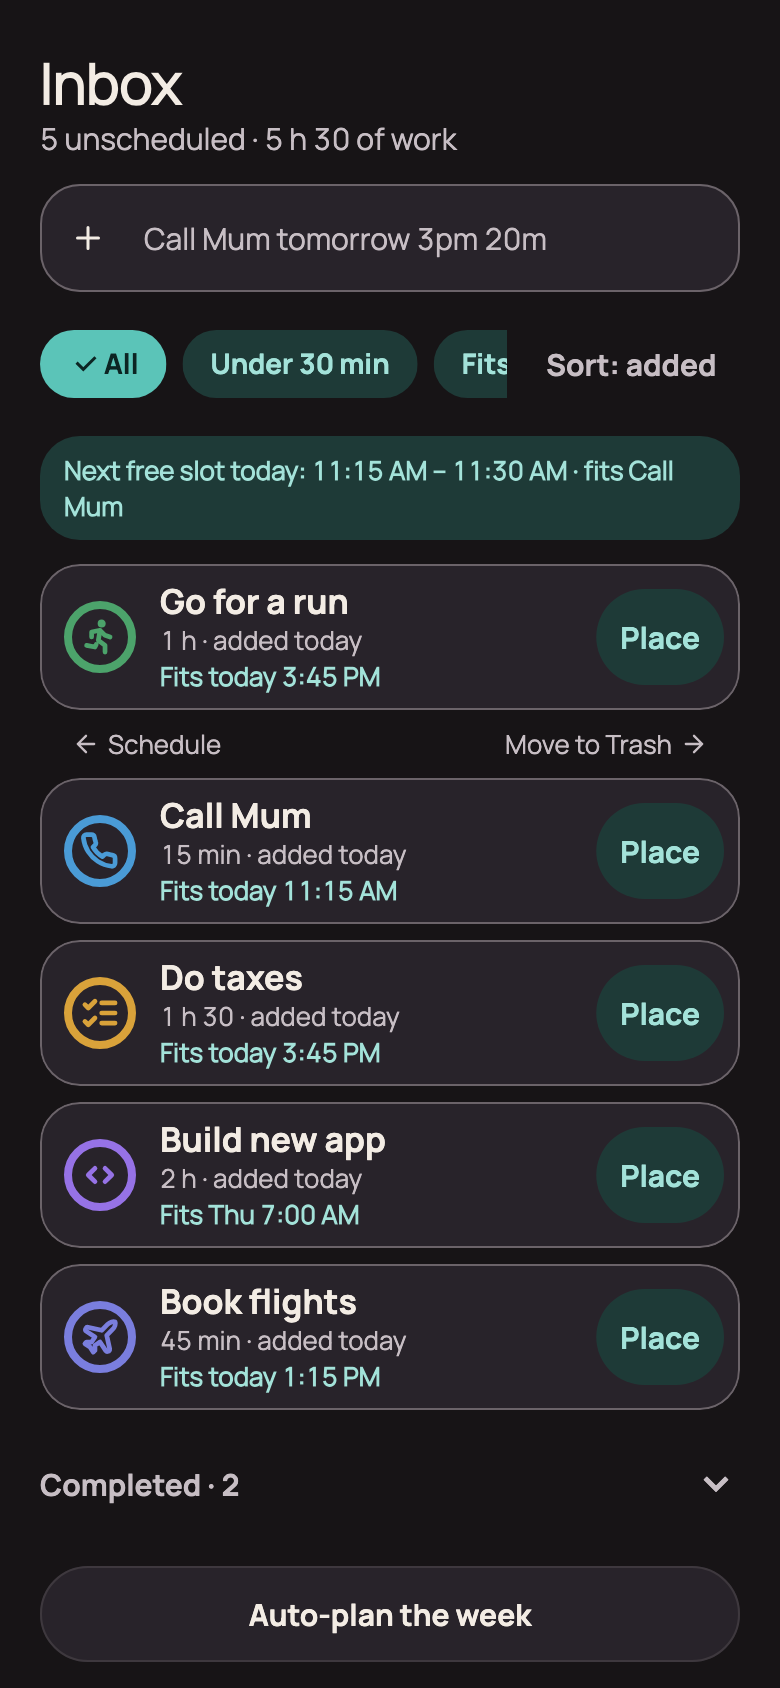 Inbox
5 unscheduled · 5 h 30 of work
Call Mum tomorrow 3pm 20m
All Under 30 min Fits Sort: added
Next free slot today: 11:15 AM – 11:30 AM · fits Call
Mum
Go for a run
1 h · added today
Fits today 3:45 PM
Place
← Schedule Move to Trash →
Call Mum
15 min · added today
Fits today 11:15 AM
Place
Do taxes
1 h 30 · added today
Fits today 3:45 PM
Place
Build new app
2 h · added today
Fits Thu 7:00 AM
Place
Book flights
45 min · added today
Fits today 1:15 PM
Place
Completed · 2
Auto-plan the week